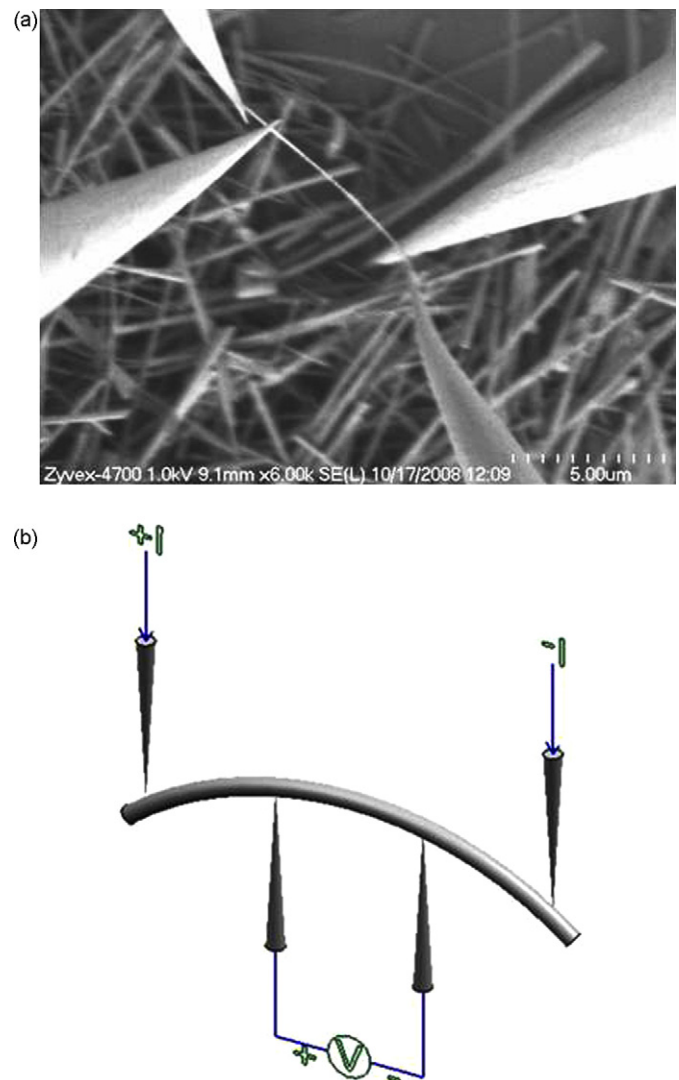 (a)
Zyvex-4700 1.0kV 9.1mm x6.00k SE(L) 10/17/2008 12:09 5.00um
(b)
+I
-I
+ V -